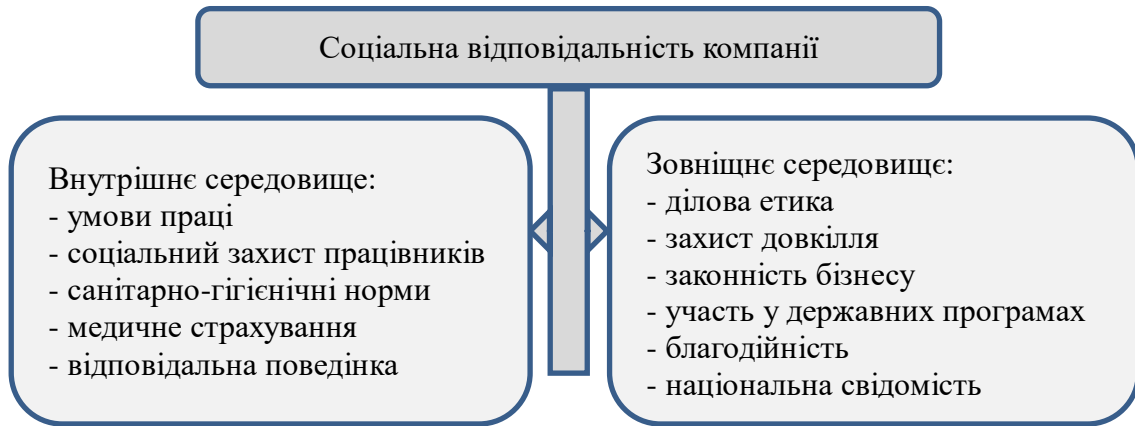 Соціальна відповідальність компанії
Внутрішнє середовище:
- умови праці
- соціальний захист працівників
- санітарно-гігієнічні норми
- медичне страхування
- відповідальна поведінка
Зовніщнє середовищє:
- ділова етика
- захист довкілля
- законність бізнесу
- участь у державних програмах
- благодійність
- національна свідомість